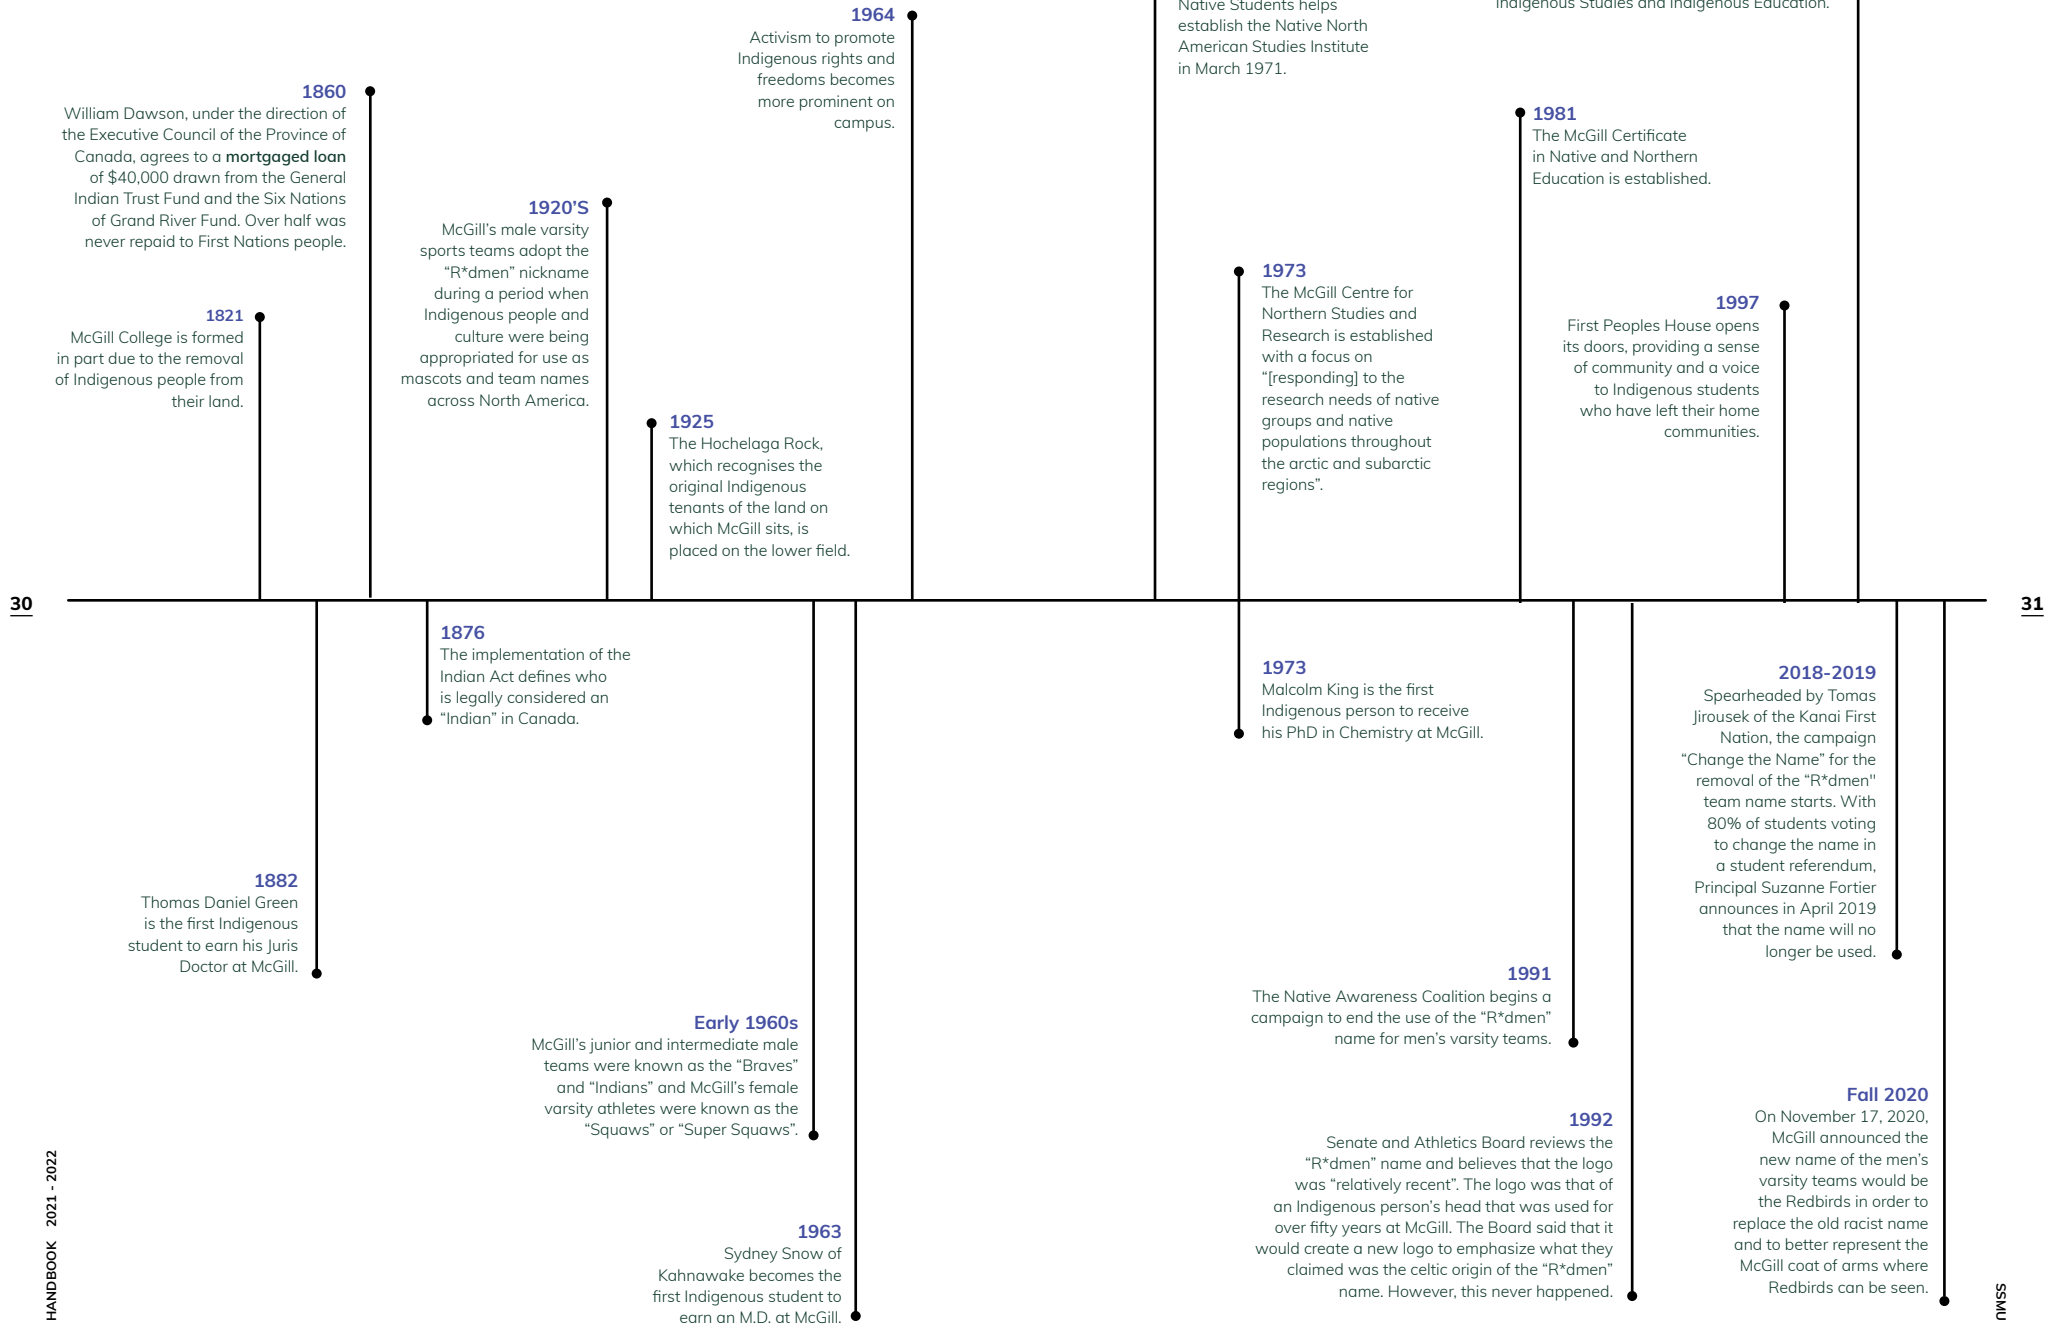 1964
Activism to promote
Indigenous rights and
freedoms becomes
more prominent on
campus.
Native Students helps
establish the Native North
American Studies Institute
in March 1971.
Indigenous Studies and Indigenous Education.
1860
William Dawson, under the direction of
the Executive Council of the Province of
Canada, agrees to a mortgaged loan
of $40,000 drawn from the General
Indian Trust Fund and the Six Nations
of Grand River Fund. Over half was
never repaid to First Nations people.
1981
The McGill Certificate
in Native and Northern
Education is established.
1920’S
McGill’s male varsity
sports teams adopt the
“R*dmen” nickname
during a period when
Indigenous people and
culture were being
appropriated for use as
mascots and team names
across North America.
1821
McGill College is formed
in part due to the removal
of Indigenous people from
their land.
1925
The Hochelaga Rock,
which recognises the
original Indigenous
tenants of the land on
which McGill sits, is
placed on the lower field.
1973
The McGill Centre for
Northern Studies and
Research is established
with a focus on
“[responding] to the
research needs of native
groups and native
populations throughout
the arctic and subarctic
regions”.
1997
First Peoples House opens
its doors, providing a sense
of community and a voice
to Indigenous students
who have left their home
communities.
30
31
1876
The implementation of the
Indian Act defines who
is legally considered an
“Indian” in Canada.
1973
Malcolm King is the first
Indigenous person to receive
his PhD in Chemistry at McGill.
2018-2019
Spearheaded by Tomas
Jirousek of the Kanai First
Nation, the campaign
“Change the Name” for the
removal of the “R*dmen"
team name starts. With
80% of students voting
to change the name in
a student referendum,
Principal Suzanne Fortier
announces in April 2019
that the name will no
longer be used.
1882
Thomas Daniel Green
is the first Indigenous
student to earn his Juris
Doctor at McGill.
Early 1960s
McGill’s junior and intermediate male
teams were known as the “Braves”
and “Indians” and McGill’s female
varsity athletes were known as the
“Squaws” or “Super Squaws”.
1991
The Native Awareness Coalition begins a
campaign to end the use of the “R*dmen”
name for men’s varsity teams.
1992
Senate and Athletics Board reviews the
“R*dmen” name and believes that the logo
was “relatively recent”. The logo was that of
an Indigenous person’s head that was used for
over fifty years at McGill. The Board said that it
would create a new logo to emphasize what they
claimed was the celtic origin of the “R*dmen”
name. However, this never happened.
Fall 2020
On November 17, 2020,
McGill announced the
new name of the men’s
varsity teams would be
the Redbirds in order to
replace the old racist name
and to better represent the
McGill coat of arms where
Redbirds can be seen.
1963
Sydney Snow of
Kahnawake becomes the
first Indigenous student to
earn an M.D. at McGill.
HANDBOOK 2021 - 2022
SSMU